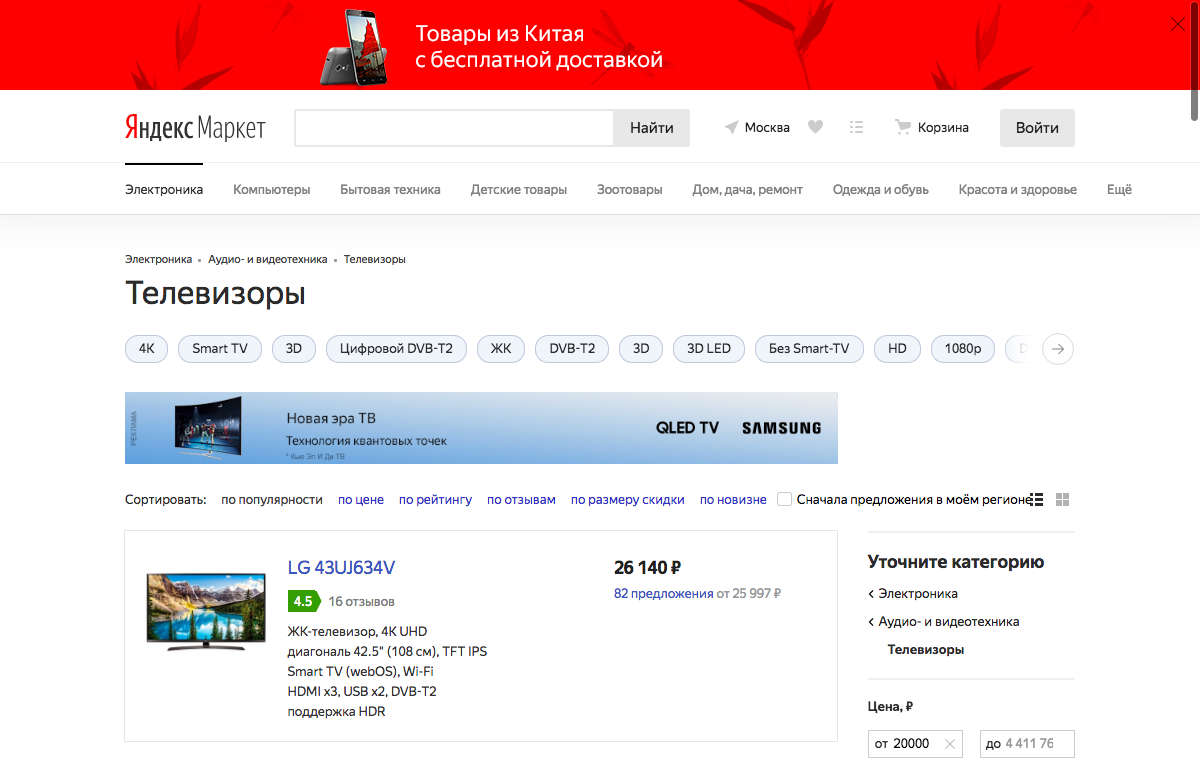 Товары из Китая
с бесплатной доставкой
Яндекс Маркет
Найти
Москва
Корзина
Войти
Электроника
Компьютеры
Бытовая техника
Детские товары
Зоотовары
Дом, дача, ремонт
Одежда и обувь
Красота и здоровье
Ещё
Электроника • Аудио- и видеотехника • Телевизоры
Телевизоры
4K
Smart TV
3D
Цифровой DVB-T2
ЖК
DVB-T2
3D
3D LED
Без Smart-TV
HD
1080p
РЕКЛАМА
Новая эра ТВ
Технология квантовых точек
* Кью Эл И Ди ТВ
QLED TV
SAMSUNG
Сортировать: по популярности по цене по рейтингу по отзывам по размеру скидки по новизне Сначала предложения в моём регионе
LG 43UJ634V
4.5 16 отзывов
ЖК-телевизор, 4K UHD
диагональ 42.5" (108 см), TFT IPS
Smart TV (webOS), Wi-Fi
HDMI x3, USB x2, DVB-T2
поддержка HDR
26 140 ₽
82 предложения от 25 997 ₽
Уточните категорию
‹ Электроника
‹ Аудио- и видеотехника
Телевизоры
Цена, ₽
от 20000
до 4 411 76